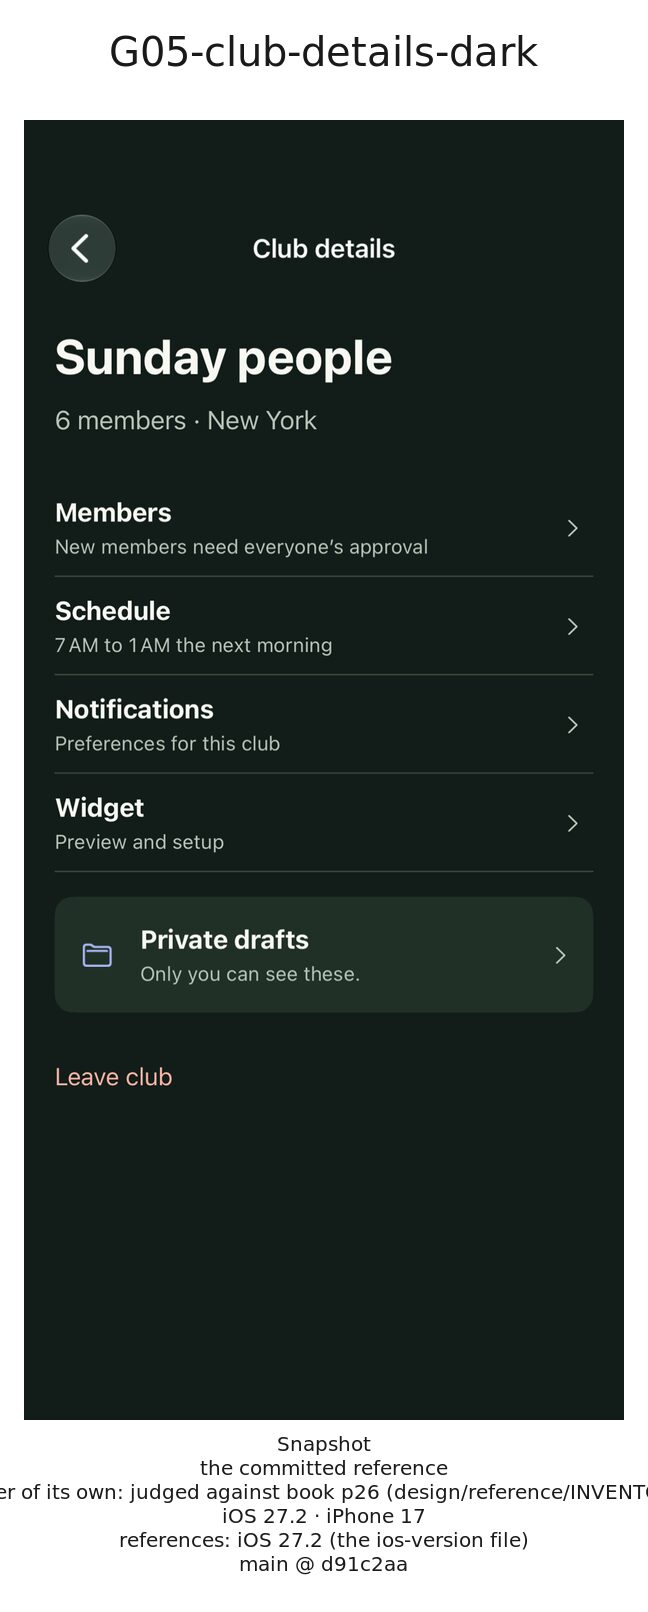 G05-club-details-dark
Club details
Sunday people
6 members · New York
Members
New members need everyone’s approval
Schedule
7 AM to 1 AM the next morning
Notifications
Preferences for this club
Widget
Preview and setup
Private drafts
Only you can see these.
Leave club
Snapshot
the committed reference
of its own: judged against book p26
iOS 27.2 · iPhone 17
references: iOS 27.2 (the ios-version file)
main @ d91c2aa